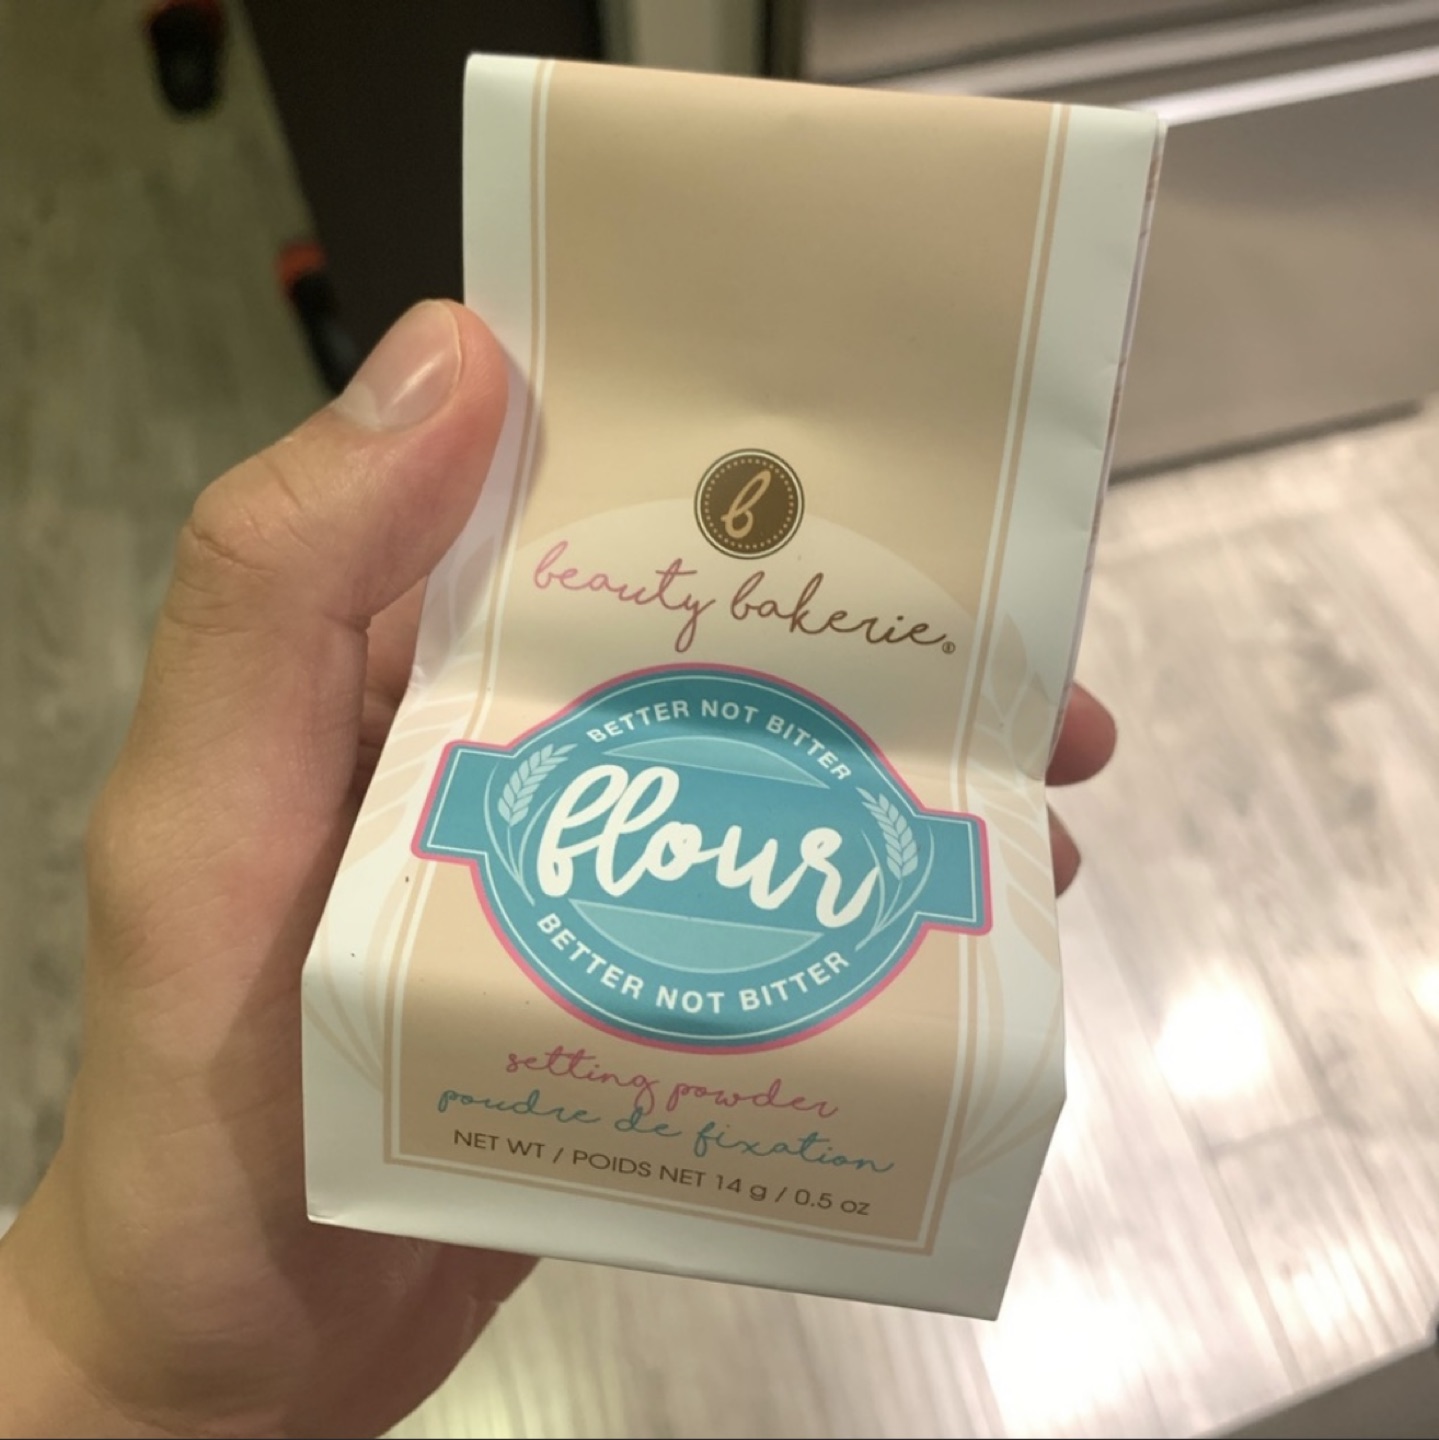 b
beauty bakerie®
BETTER NOT BITTER
flour
BETTER NOT BITTER
setting powder
poudre de fixation
NET WT / POIDS NET 14 g / 0.5 oz